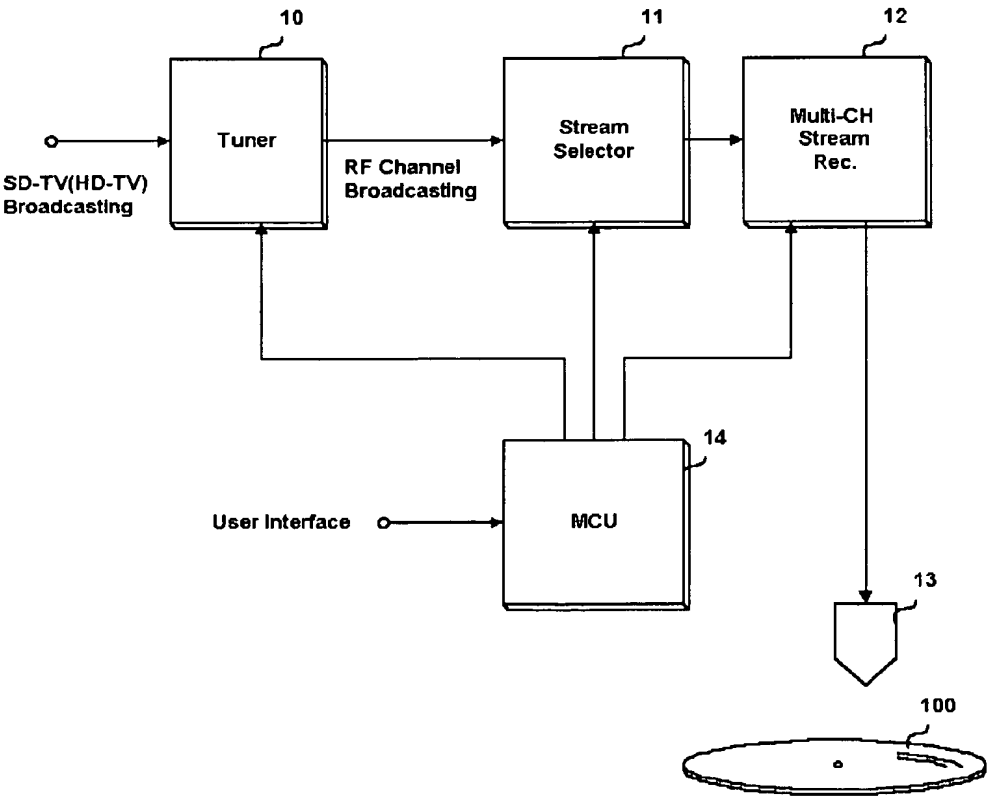 10
11
12
Tuner
Stream
Selector
Multi-CH
Stream
Rec.
SD-TV(HD-TV)
Broadcasting
RF Channel
Broadcasting
14
User Interface
MCU
13
100